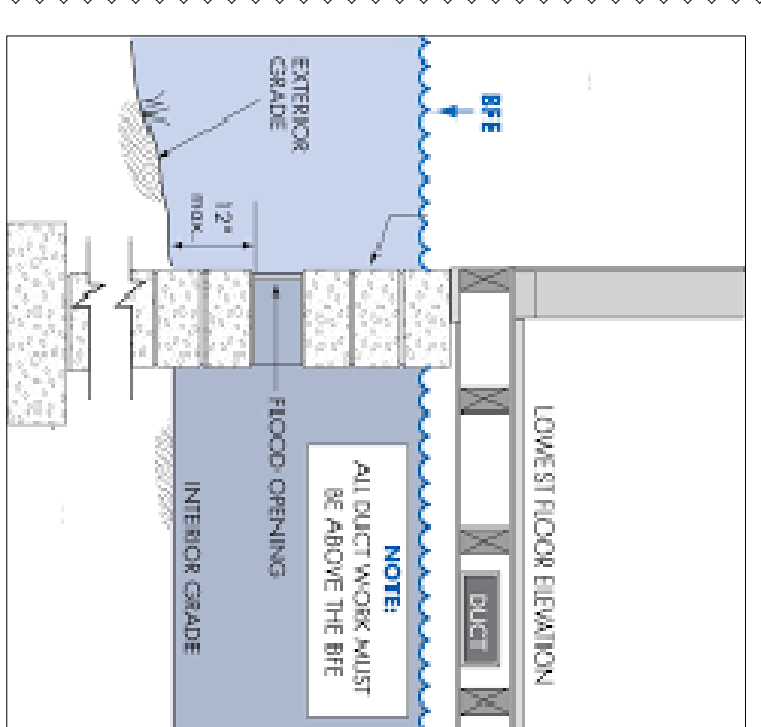 BFE
EXTERIOR
GRADE
12"
max.
LOWEST FLOOR ELEVATION
DUCT
NOTE:
ALL DUCT WORK MUST
BE ABOVE THE BFE
FLOOD OPENING
INTERIOR GRADE